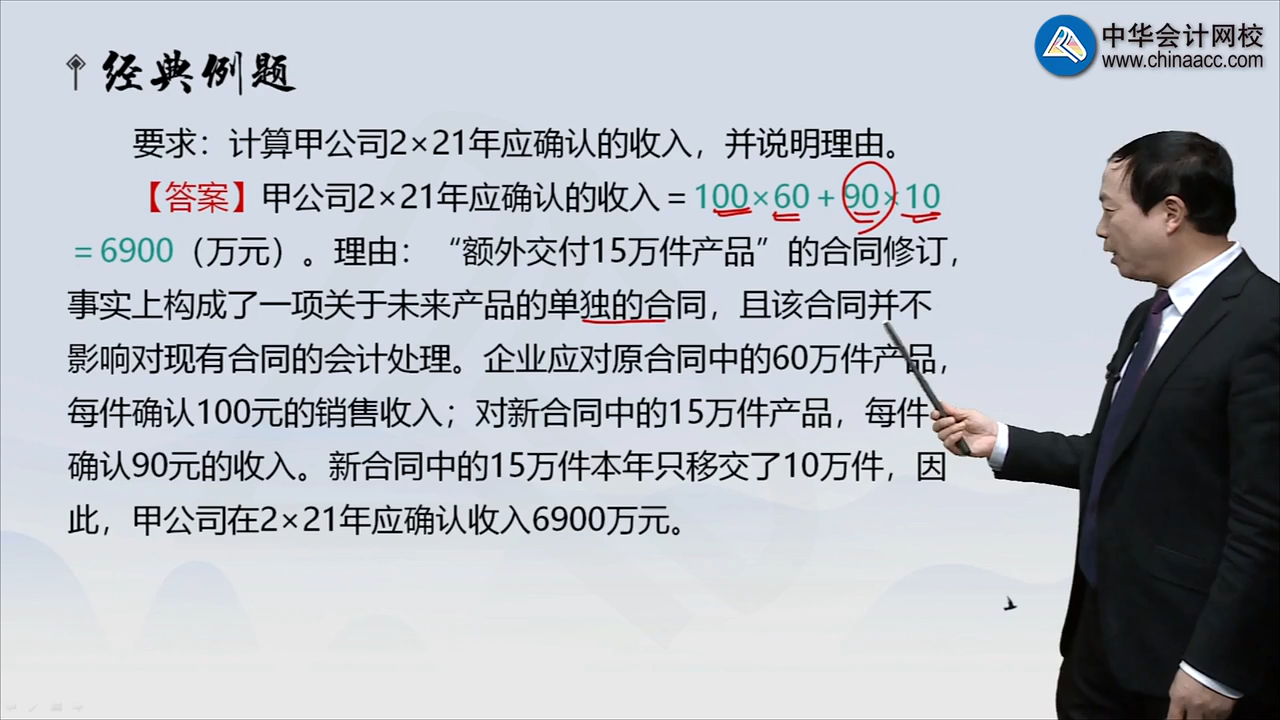 中华会计网校
www.chinaacc.com
经典例题
要求：计算甲公司2×21年应确认的收入，并说明理由。
【答案】甲公司2×21年应确认的收入＝100×60＋90×10
＝6900（万元）。理由：“额外交付15万件产品”的合同修订，
事实上构成了一项关于未来产品的单独的合同，且该合同并不
影响对现有合同的会计处理。企业应对原合同中的60万件产品，
每件确认100元的销售收入；对新合同中的15万件产品，每件
确认90元的收入。新合同中的15万件本年只移交了10万件，因
此，甲公司在2×21年应确认收入6900万元。